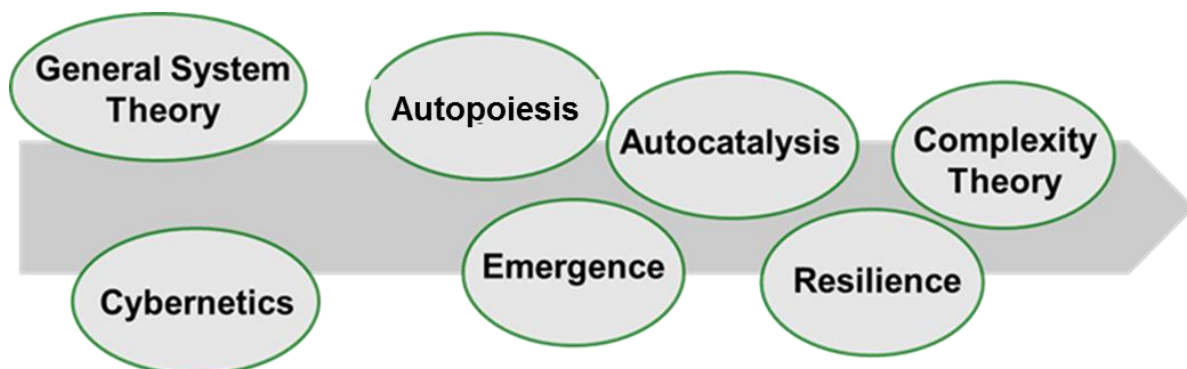 General System
Theory
Autopoiesis
Autocatalysis
Complexity
Theory
Cybernetics
Emergence
Resilience